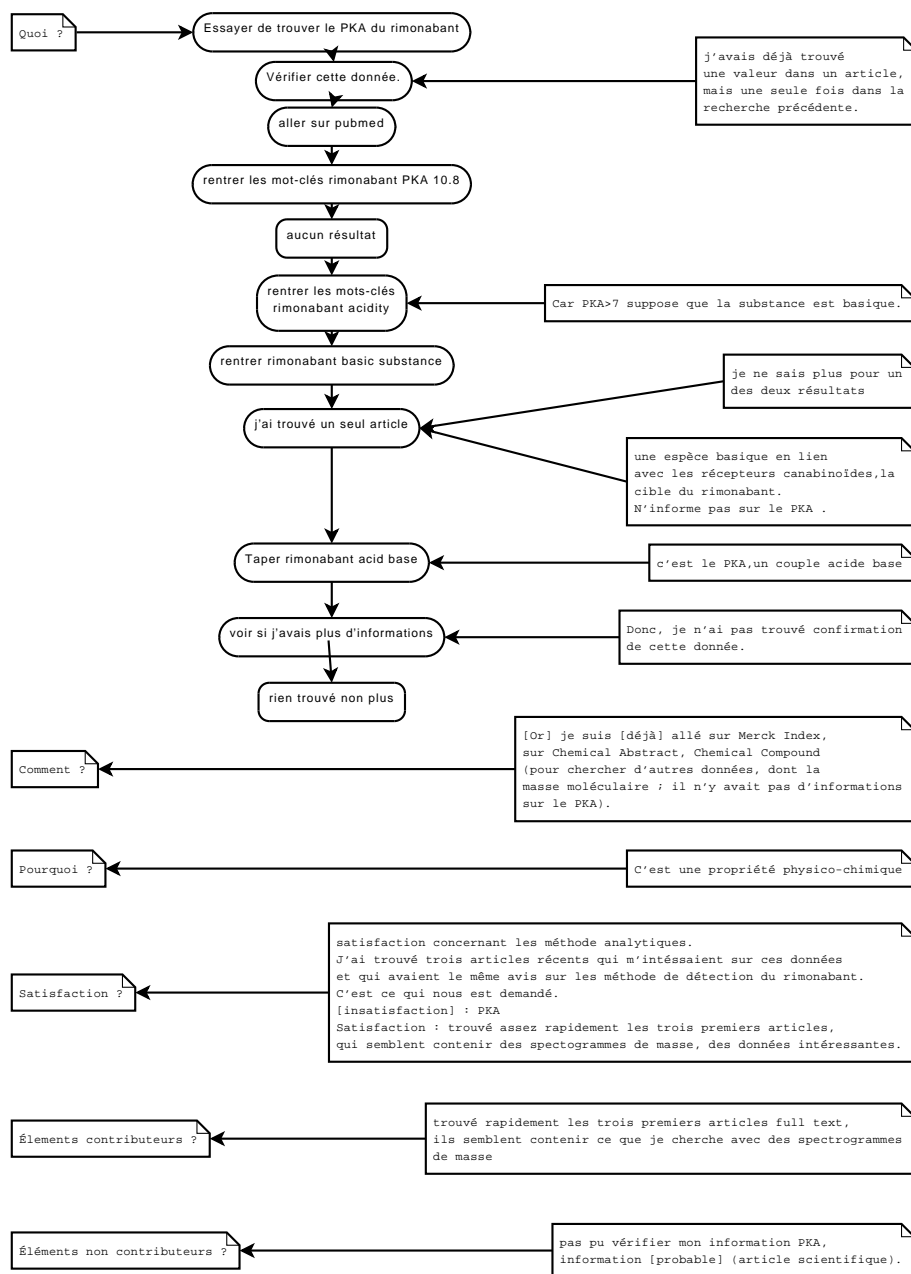 Quoi ?
Essayer de trouver le PKA du rimonabant
j'avais déjà trouvé
une valeur dans un article,
mais une seule fois dans la
recherche précédente.
Vérifier cette donnée.
aller sur pubmed
rentrer les mot-clés rimonabant PKA 10.8
aucun résultat
rentrer les mots-clés
rimonabant acidity
Car PKA>7 suppose que la substance est basique.
rentrer rimonabant basic substance
je ne sais plus pour un
des deux résultats
j'ai trouvé un seul article
une espèce basique en lien
avec les récepteurs canabinoïdes,la
cible du rimonabant.
N'informe pas sur le PKA .
Taper rimonabant acid base
c'est le PKA,un couple acide base
voir si j'avais plus d'informations
Donc, je n'ai pas trouvé confirmation
de cette donnée.
rien trouvé non plus
Comment ?
[Or] je suis [déjà] allé sur Merck Index,
sur Chemical Abstract, Chemical Compound
(pour chercher d'autres données, dont la
masse moléculaire ; il n'y avait pas d'informations
sur le PKA).
Pourquoi ?
C'est une propriété physico-chimique
Satisfaction ?
satisfaction concernant les méthode analytiques.
J'ai trouvé trois articles récents qui m'intéssaient sur ces données
et qui avaient le même avis sur les méthode de détection du rimonabant.
C'est ce qui nous est demandé.
[insatisfaction] : PKA
Satisfaction : trouvé assez rapidement les trois premiers articles,
qui semblent contenir des spectogrammes de masse, des données intéressantes.
Élements contributeurs ?
trouvé rapidement les trois premiers articles full text,
ils semblent contenir ce que je cherche avec des spectrogrammes
de masse
Éléments non contributeurs ?
pas pu vérifier mon information PKA,
information [probable] (article scientifique).